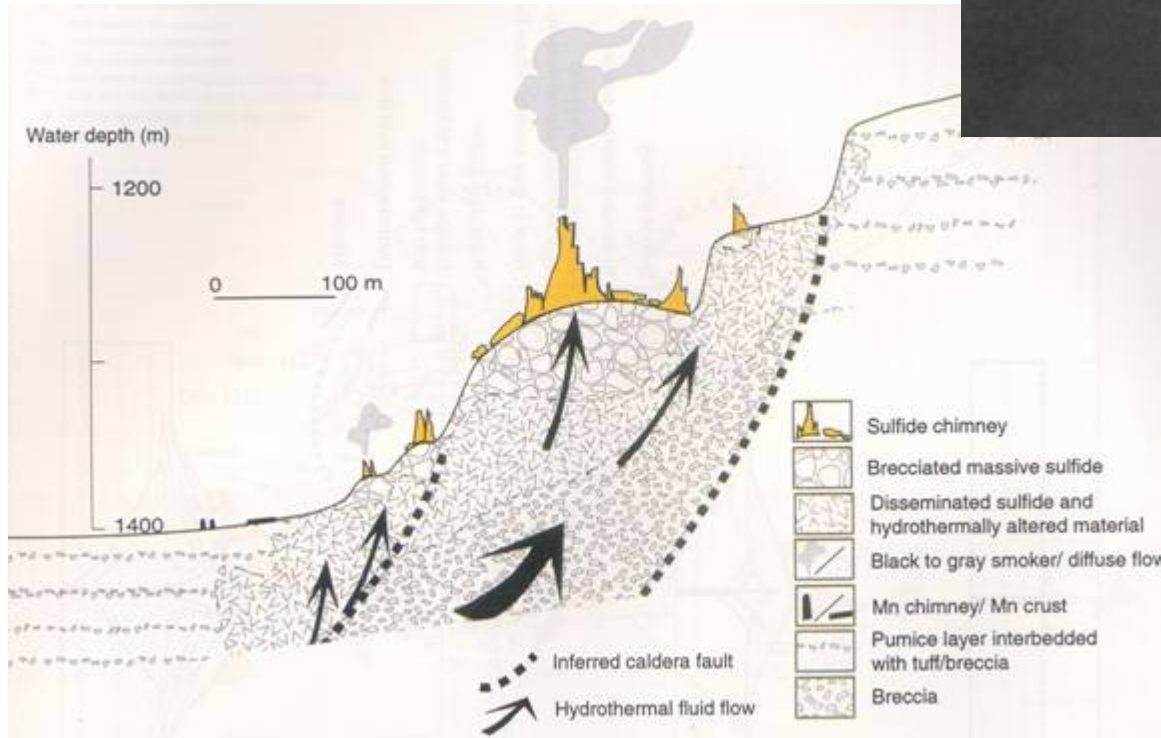 Water depth (m)
1200
0 100 m
1400
Sulfide chimney
Brecciated massive sulfide
Disseminated sulfide and
hydrothermally altered material
Black to gray smoker/ diffuse flow
Mn chimney/ Mn crust
Pumice layer interbedded
with tuff/breccia
Breccia
Inferred caldera fault
Hydrothermal fluid flow